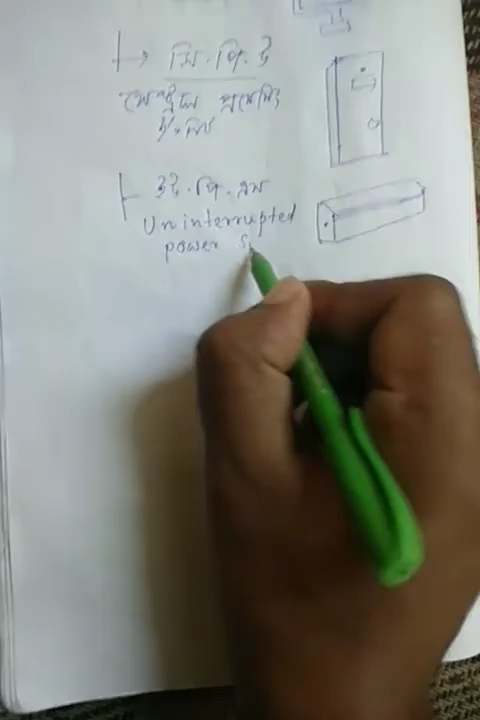 সি.পি.ইউ
সেন্ট্রাল প্রসেসিং
ইউনিট
ইউ.পি.এস
Uninterrupted
power s